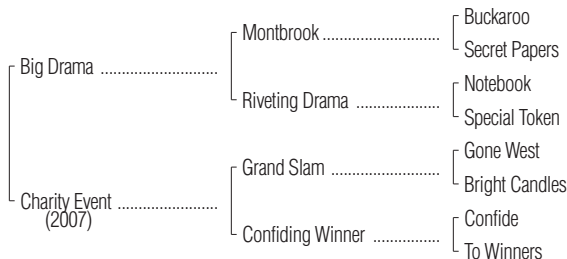 Buckaroo
Montbrook
Secret Papers
Big Drama
Notebook
Riveting Drama
Special Token
Gone West
Grand Slam
Bright Candles
Charity Event
(2007)
Confide
Confiding Winner
To Winners